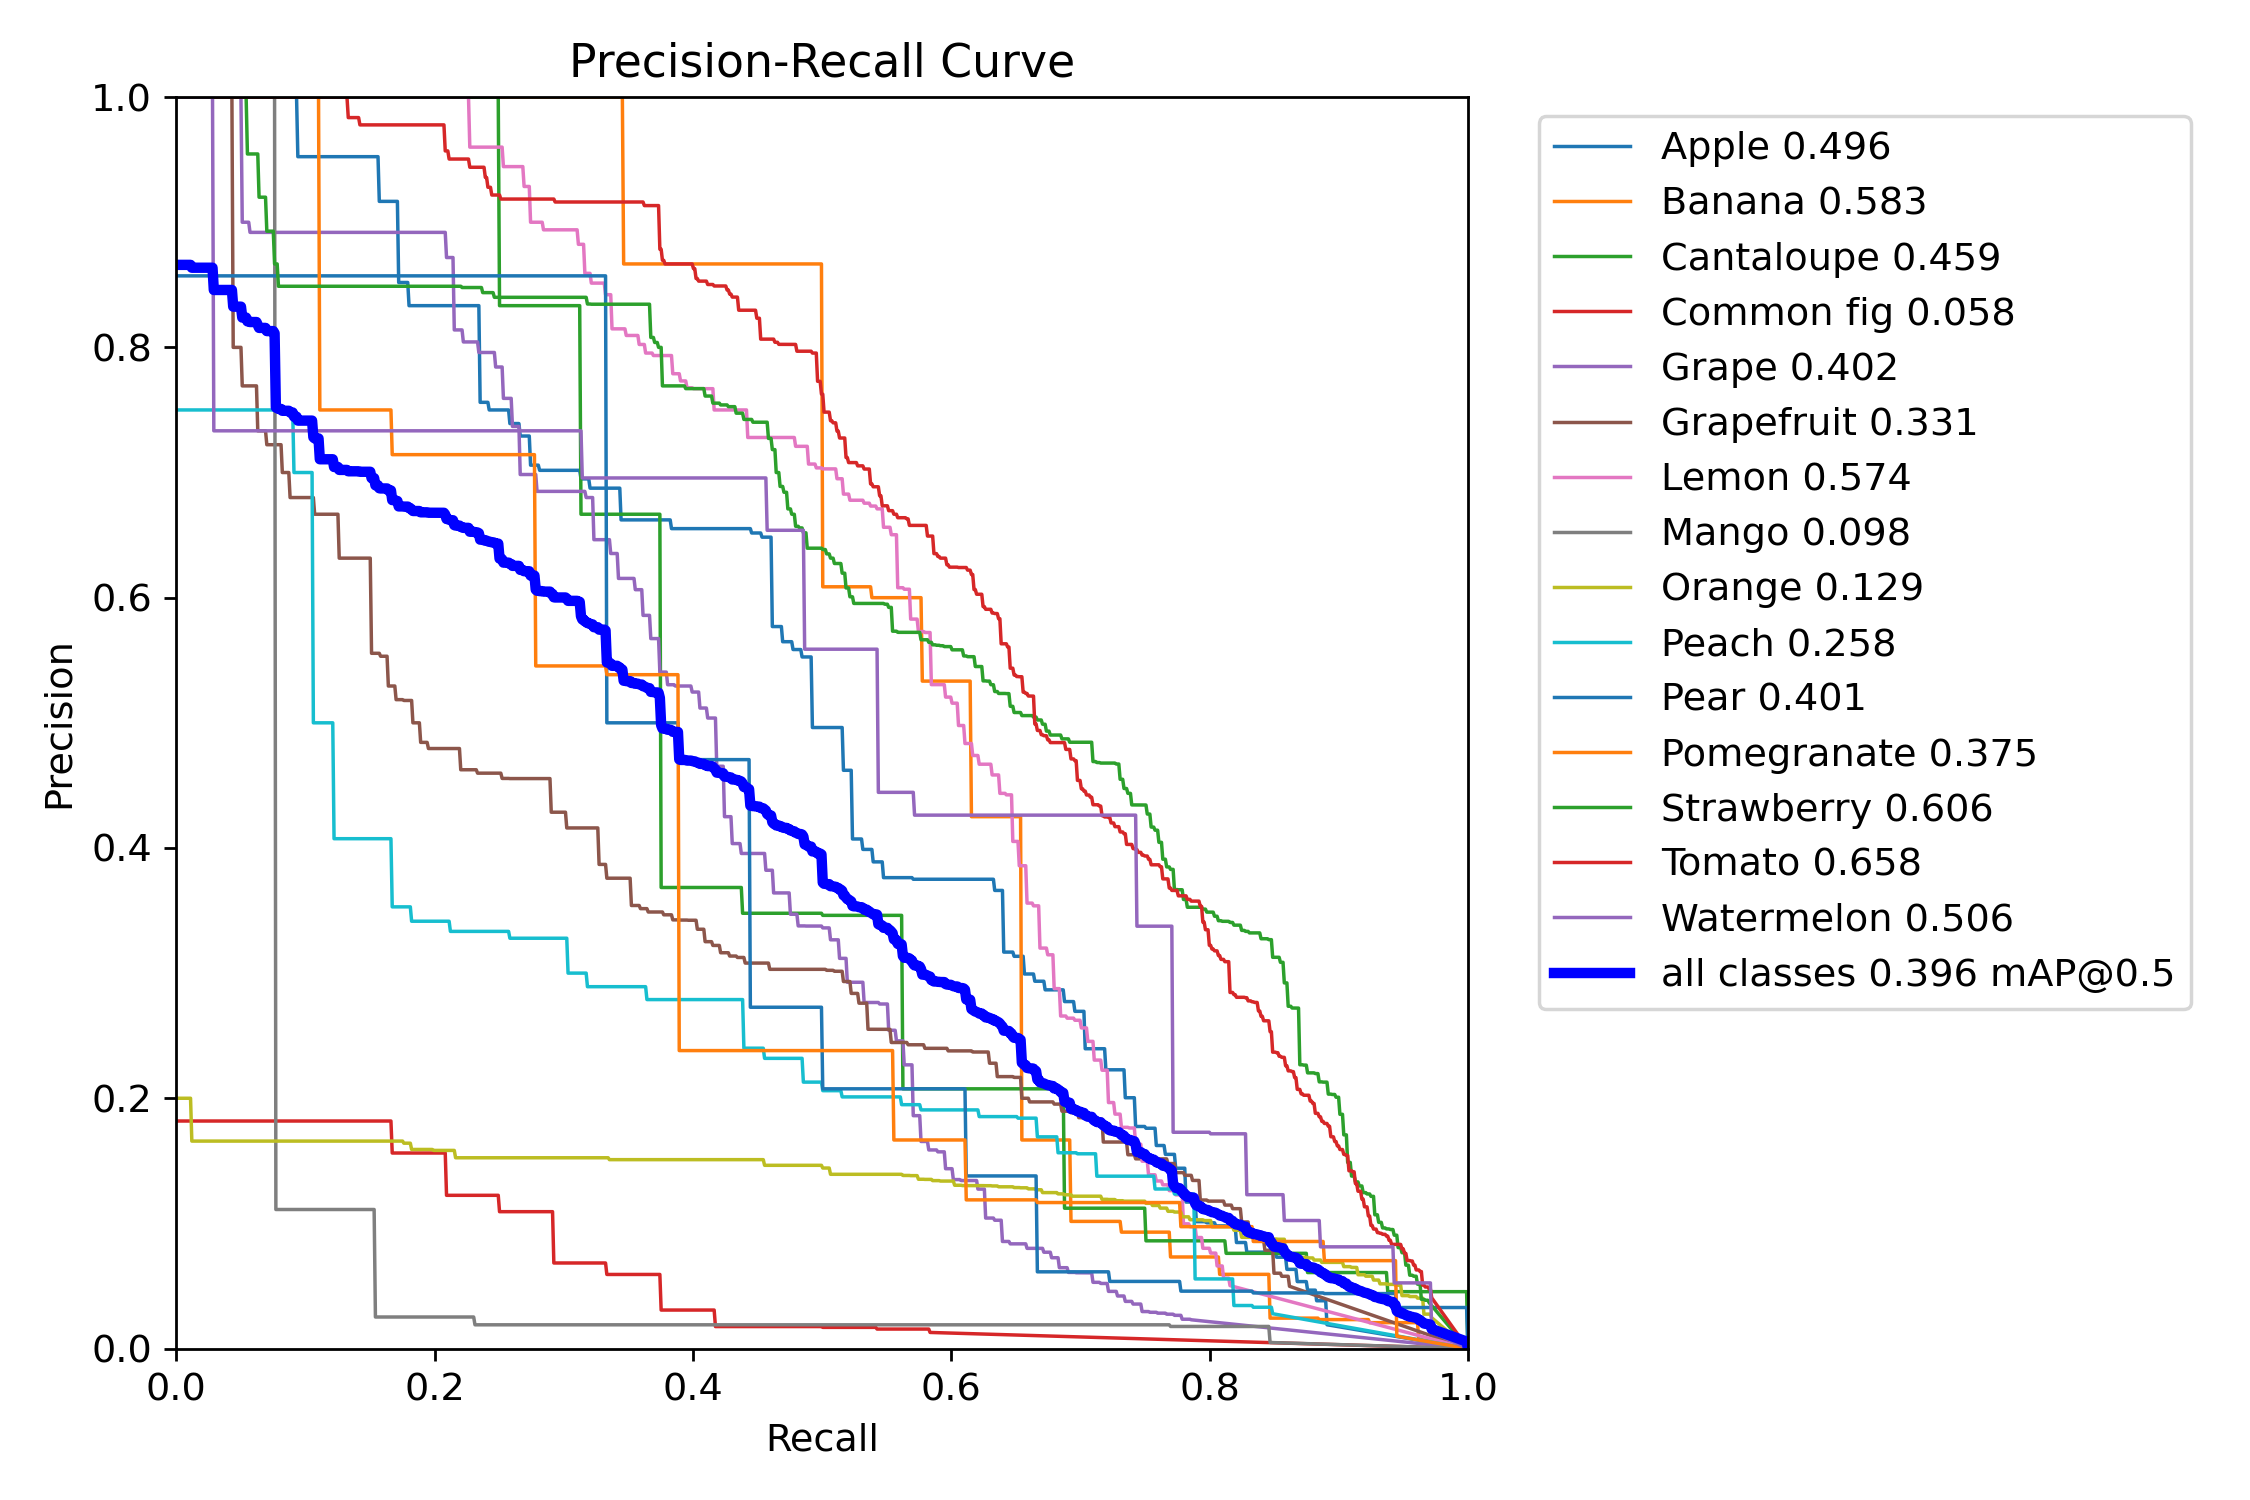 Precision-Recall Curve
1.0
0.8
0.6
0.4
0.2
0.0
Precision
0.0 0.2 0.4 0.6 0.8 1.0
Recall
Apple 0.496
Banana 0.583
Cantaloupe 0.459
Common fig 0.058
Grape 0.402
Grapefruit 0.331
Lemon 0.574
Mango 0.098
Orange 0.129
Peach 0.258
Pear 0.401
Pomegranate 0.375
Strawberry 0.606
Tomato 0.658
Watermelon 0.506
all classes 0.396 mAP@0.5